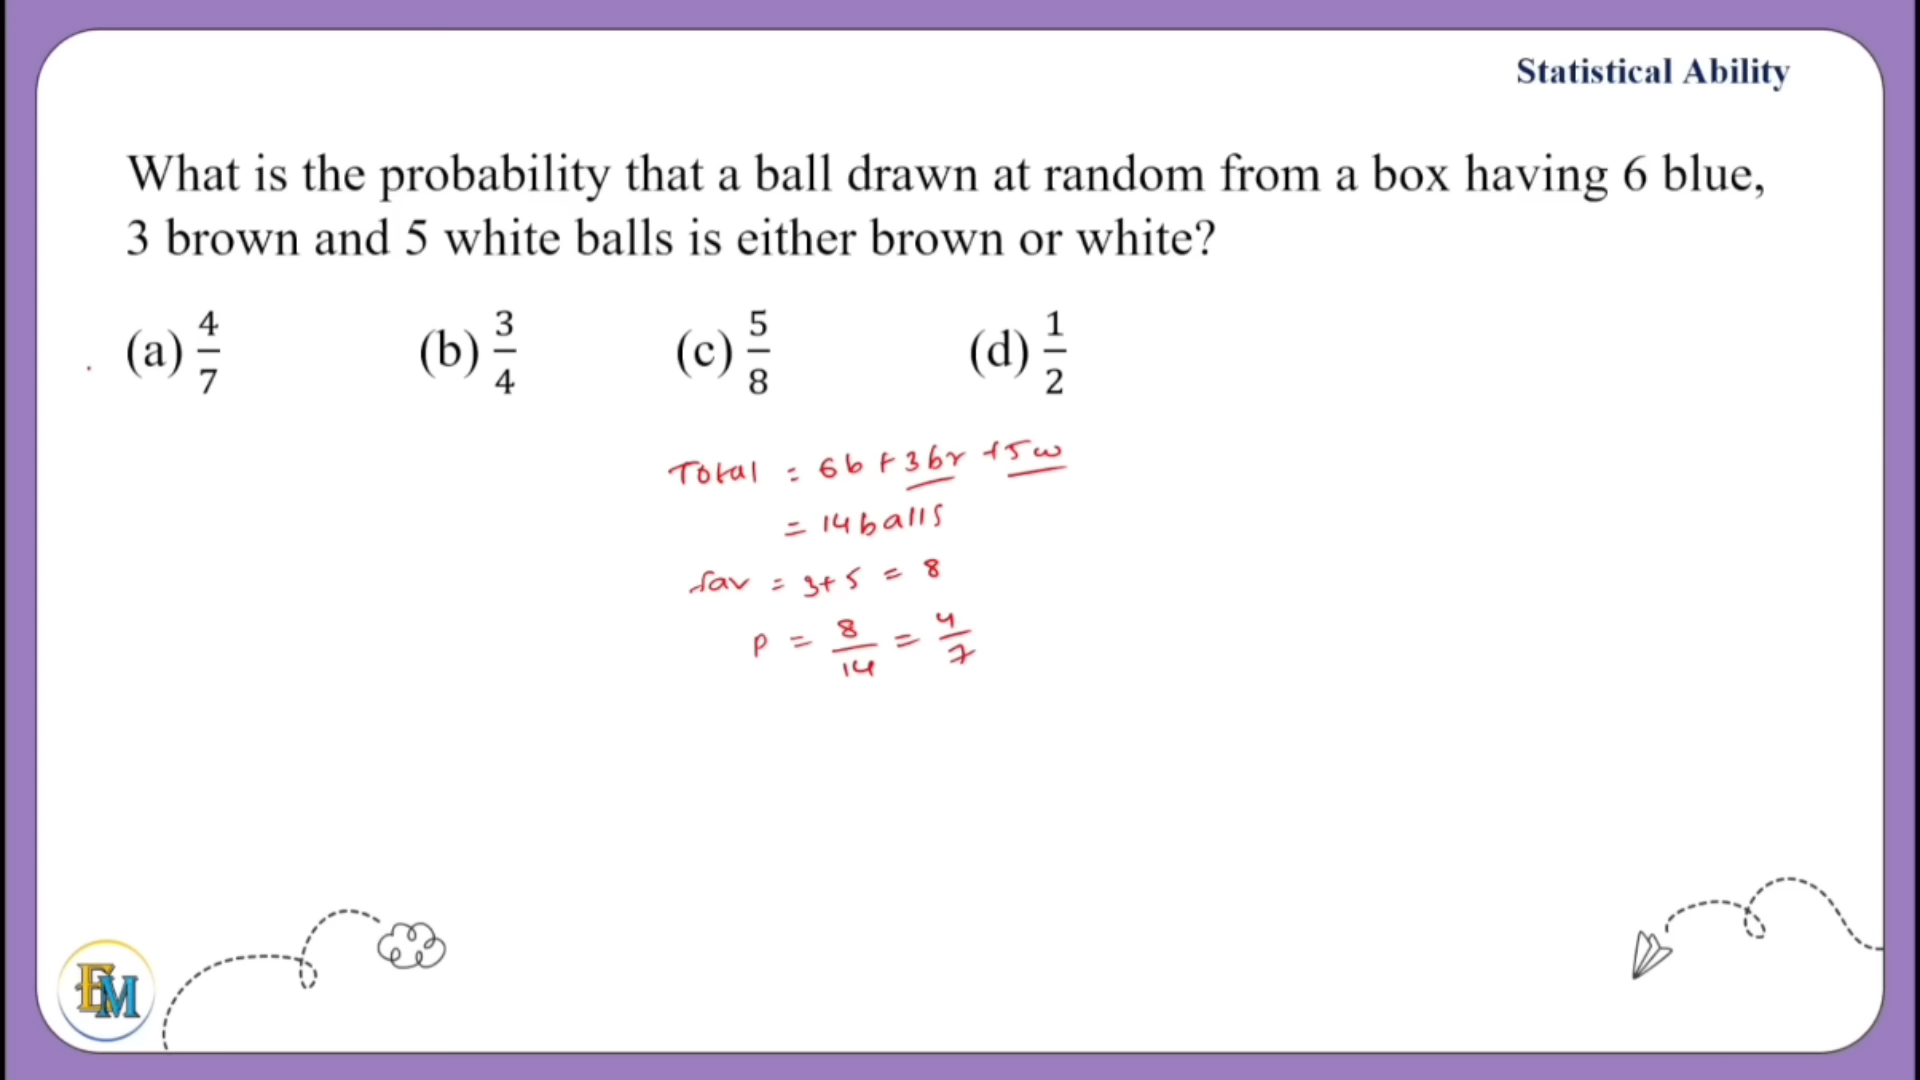 Statistical Ability
What is the probability that a ball drawn at random from a box having 6 blue,
3 brown and 5 white balls is either brown or white?
(a) 4/7 (b) 3/4 (c) 5/8 (d) 1/2
Total = 6b + 3br + 5w
= 14 balls
fav = 3+5 = 8
P = 8/14 = 4/7
EM